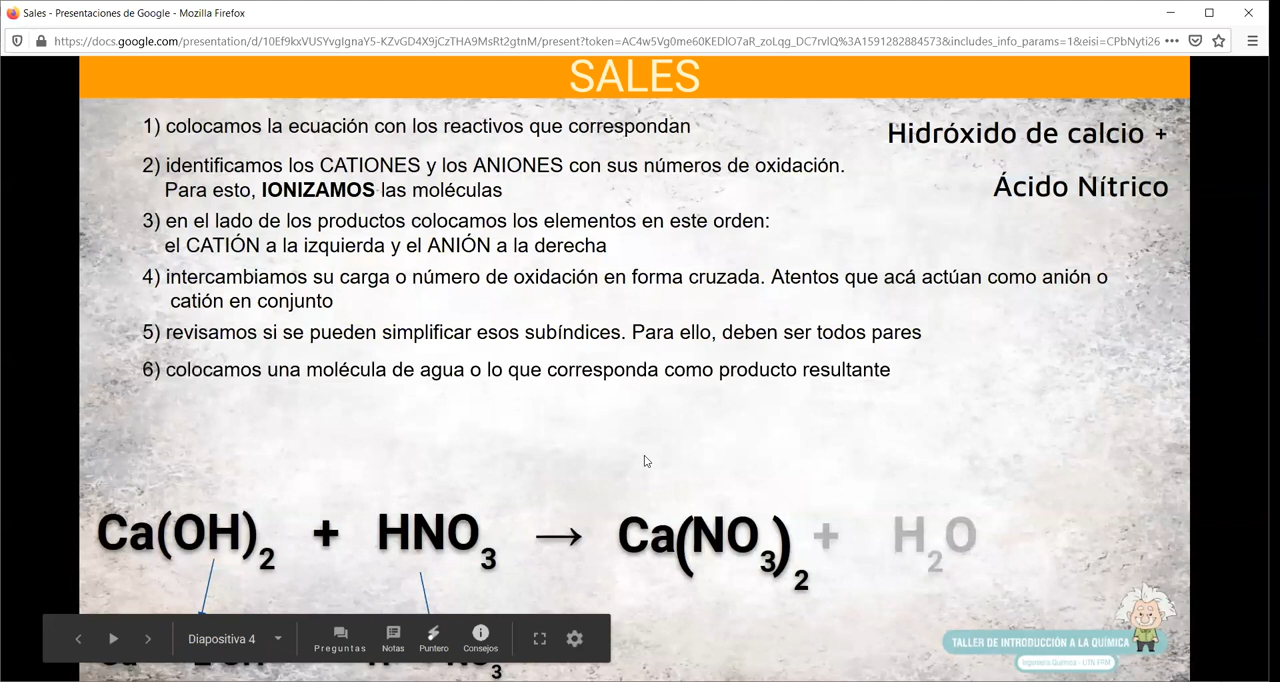 Sales - Presentaciones de Google - Mozilla Firefox
https://docs.google.com/presentation/d/10Ef9kxVUSYvgIgnaY5-KZvGD4X9jCzTHA9MsRt2gtnM/present?token=AC4w5Vg0me60KEDlO7aR_zoLqg_DC7rvlQ%3A1591282884573&includes_info_params=1&eisi=CPbNyti26
SALES
1) colocamos la ecuación con los reactivos que correspondan
Hidróxido de calcio +
2) identificamos los CATIONES y los ANIONES con sus números de oxidación.
Para esto, IONIZAMOS las moléculas
Ácido Nítrico
3) en el lado de los productos colocamos los elementos en este orden:
el CATIÓN a la izquierda y el ANIÓN a la derecha
4) intercambiamos su carga o número de oxidación en forma cruzada. Atentos que acá actúan como anión o
catión en conjunto
5) revisamos si se pueden simplificar esos subíndices. Para ello, deben ser todos pares
6) colocamos una molécula de agua o lo que corresponda como producto resultante
Ca(OH)₂ + HNO₃ → Ca(NO₃)₂ + H₂O
Diapositiva 4
Preguntas Notas Puntero Consejos
TALLER DE INTRODUCCIÓN A LA QUÍMICA
Ingeniería Química - UTN FRM